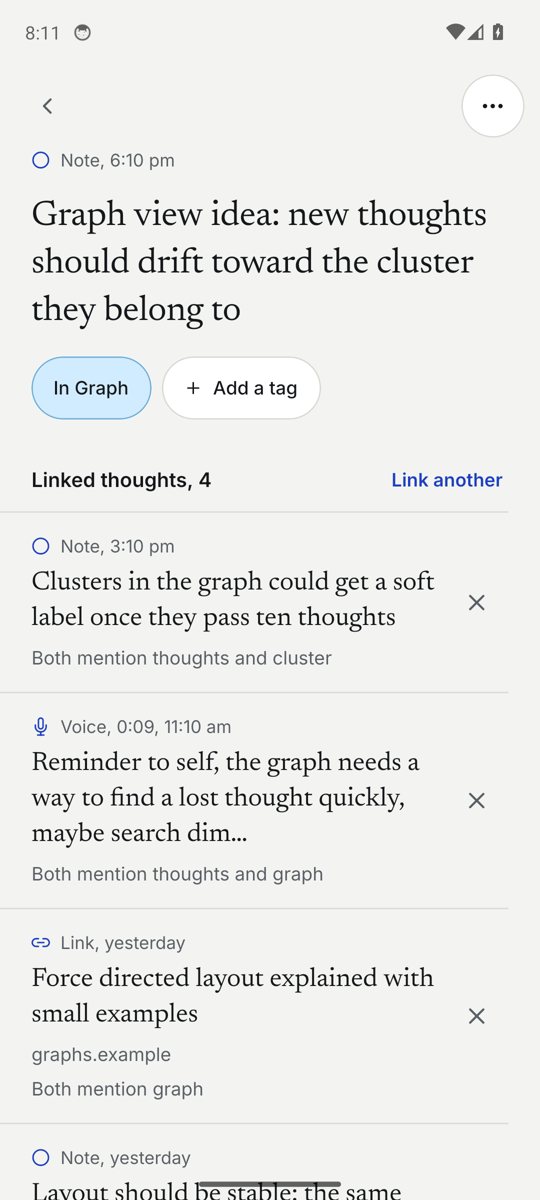 8:11
Note, 6:10 pm
Graph view idea: new thoughts
should drift toward the cluster
they belong to
In Graph
+ Add a tag
Linked thoughts, 4
Link another
Note, 3:10 pm
Clusters in the graph could get a soft
label once they pass ten thoughts
Both mention thoughts and cluster
Voice, 0:09, 11:10 am
Reminder to self, the graph needs a
way to find a lost thought quickly,
maybe search dim...
Both mention thoughts and graph
Link, yesterday
Force directed layout explained with
small examples
graphs.example
Both mention graph
Note, yesterday
Layout should be stable: the same